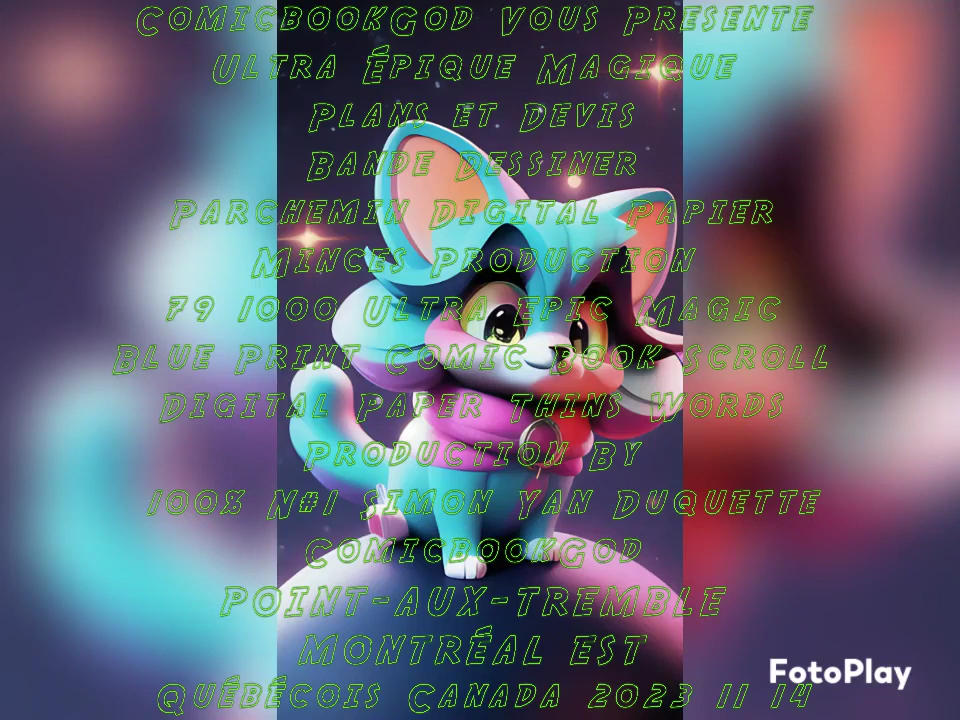 ComicbookGod Vous Presente
Ultra Épique Magique
Plans et Devis
Bande Dessiner
Parchemin Digital Papier
Minces Production
79 1000 Ultra Epic Magic
Blue Print Comic Book Scroll
Digital Paper Thins Words
Production By
100% N#1 Simon Yan Duquette
ComicbookGod
POINT-AUX-TREMBLE
Montréal Est
Québécois Canada 2023 11 14
FotoPlay